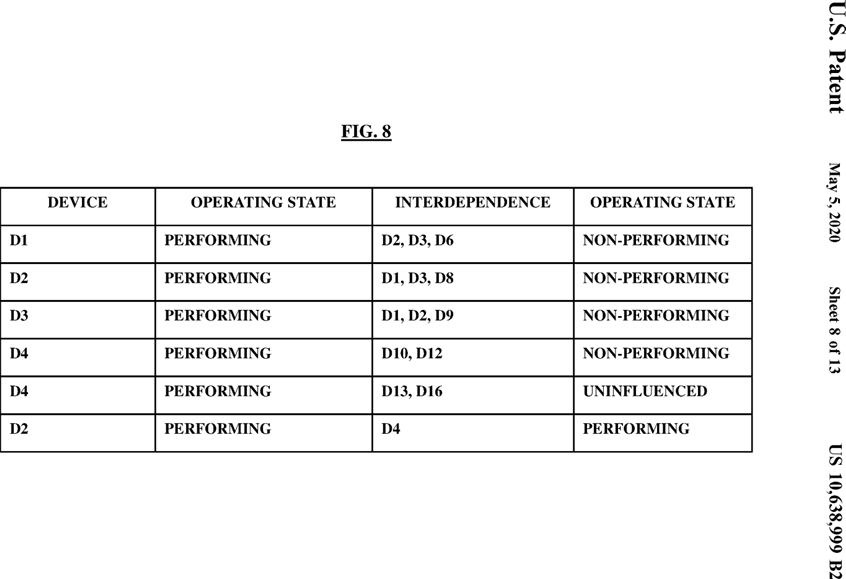 U.S. Patent May 5, 2020 Sheet 8 of 13 US 10,638,999 B2
FIG. 8
DEVICE OPERATING STATE INTERDEPENDENCE OPERATING STATE
D1 PERFORMING D2, D3, D6 NON-PERFORMING
D2 PERFORMING D1, D3, D8 NON-PERFORMING
D3 PERFORMING D1, D2, D9 NON-PERFORMING
D4 PERFORMING D10, D12 NON-PERFORMING
D4 PERFORMING D13, D16 UNINFLUENCED
D2 PERFORMING D4 PERFORMING